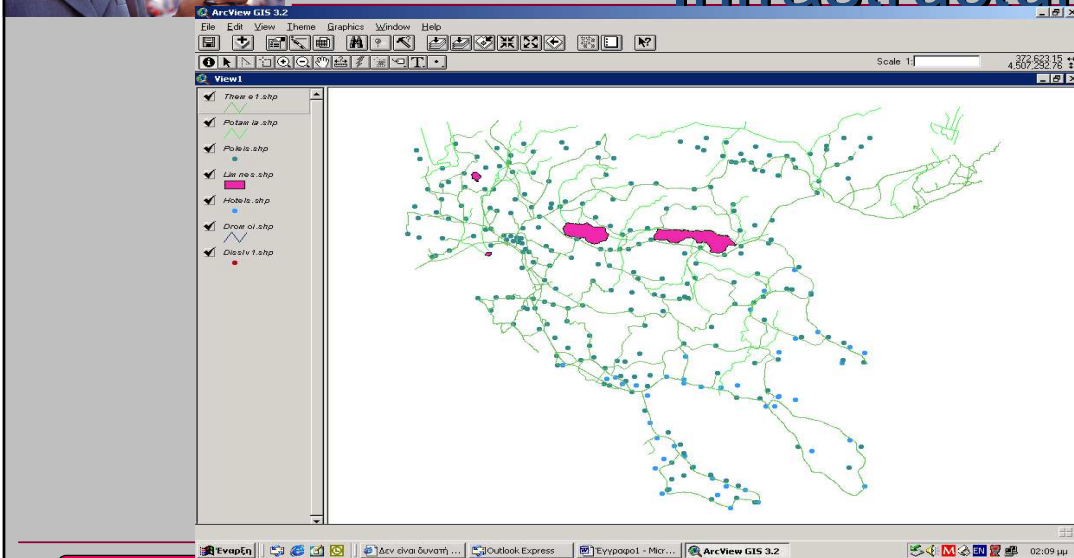 ArcView GIS 3.2
File Edit View Theme Graphics Window Help
Scale 1:
372,623.15
4,507,292.76
View1
Theme1.shp
Potamia.shp
Poleis.shp
Limnes.shp
Hotels.shp
Dromoi.shp
Disslv1.shp
Έναρξη
Δεν είναι δυνατή ...
Outlook Express
Έγγραφο1 - Micr...
ArcView GIS 3.2
EN
02:09 μμ